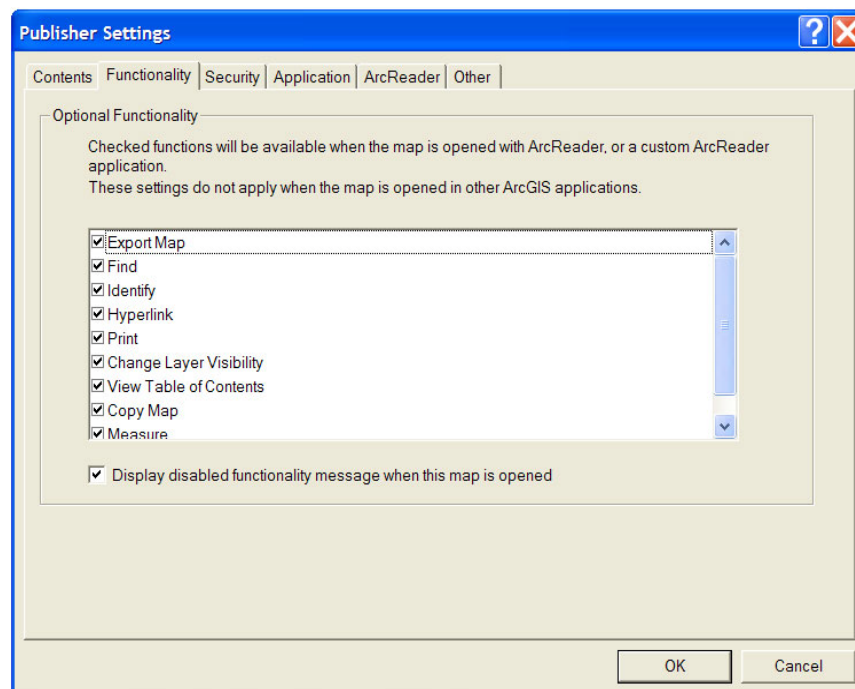 Publisher Settings
?
Contents Functionality Security Application ArcReader Other
Optional Functionality
Checked functions will be available when the map is opened with ArcReader, or a custom ArcReader
application.
These settings do not apply when the map is opened in other ArcGIS applications.
Export Map
Find
Identify
Hyperlink
Print
Change Layer Visibility
View Table of Contents
Copy Map
Measure
Display disabled functionality message when this map is opened
OK Cancel